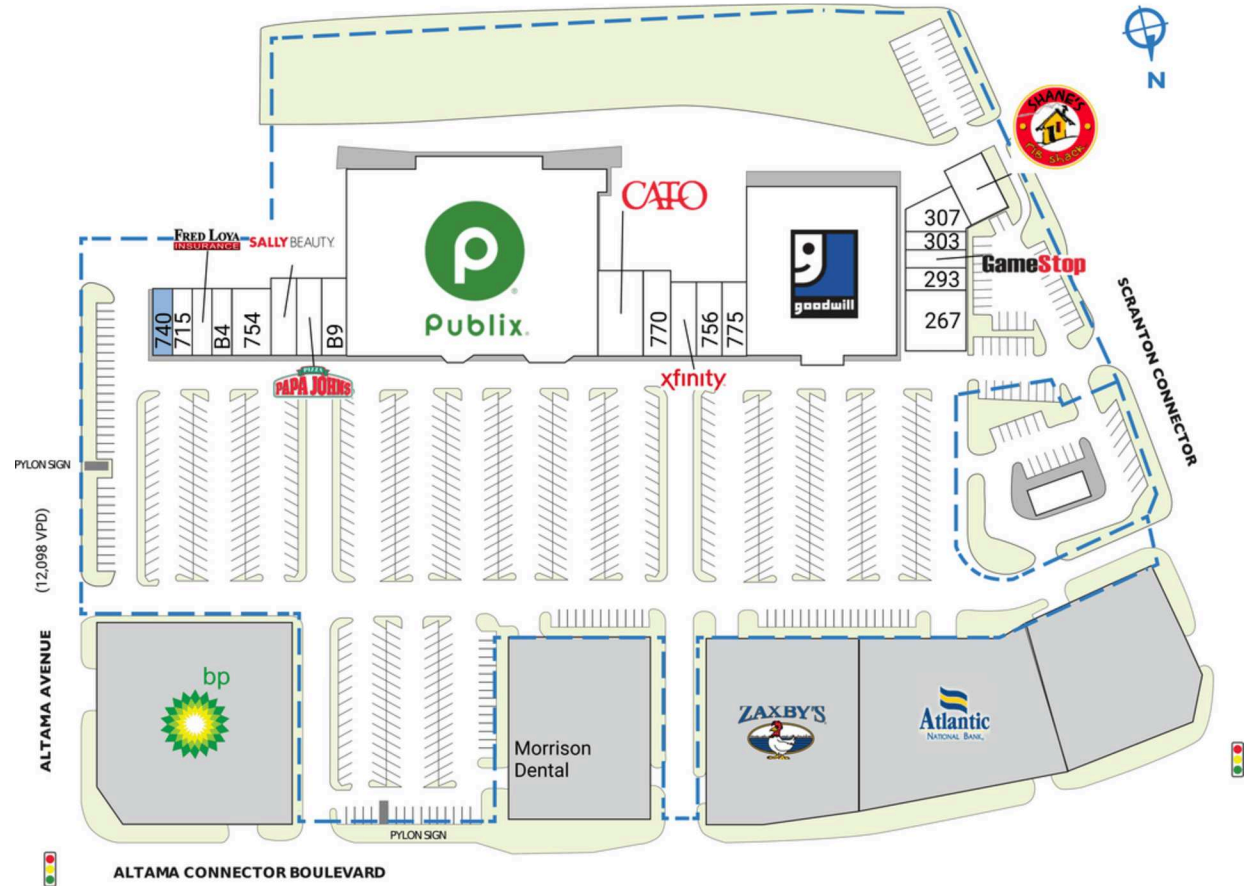 N
SHANE'S
rib shack
CATO
307
303
GameStop
293
267
FRED LOYA
INSURANCE
SALLY BEAUTY
publix
goodwill
740
715
B4
754
B9
770
756
775
PIZZA
PAPA JOHNS
xfinity
SCRANTON CONNECTOR
PYLON SIGN
(12,098 VPD)
ALTAMA AVENUE
bp
Morrison
Dental
ZAXBY'S
Atlantic
NATIONAL BANK
PYLON SIGN
ALTAMA CONNECTOR BOULEVARD